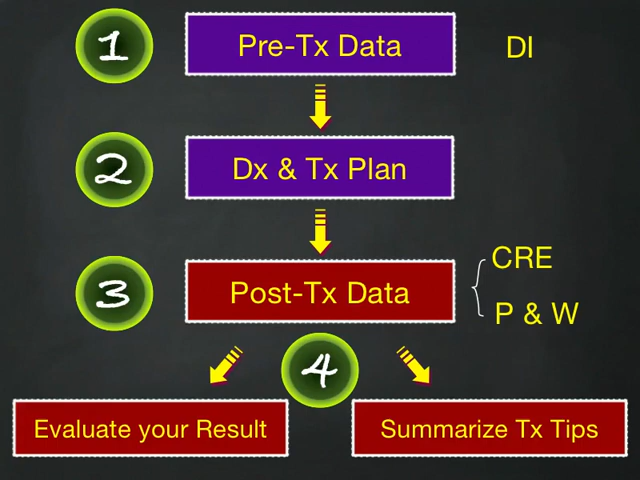 1
Pre-Tx Data
DI
2
Dx & Tx Plan
3
Post-Tx Data
CRE
P & W
4
Evaluate your Result
Summarize Tx Tips